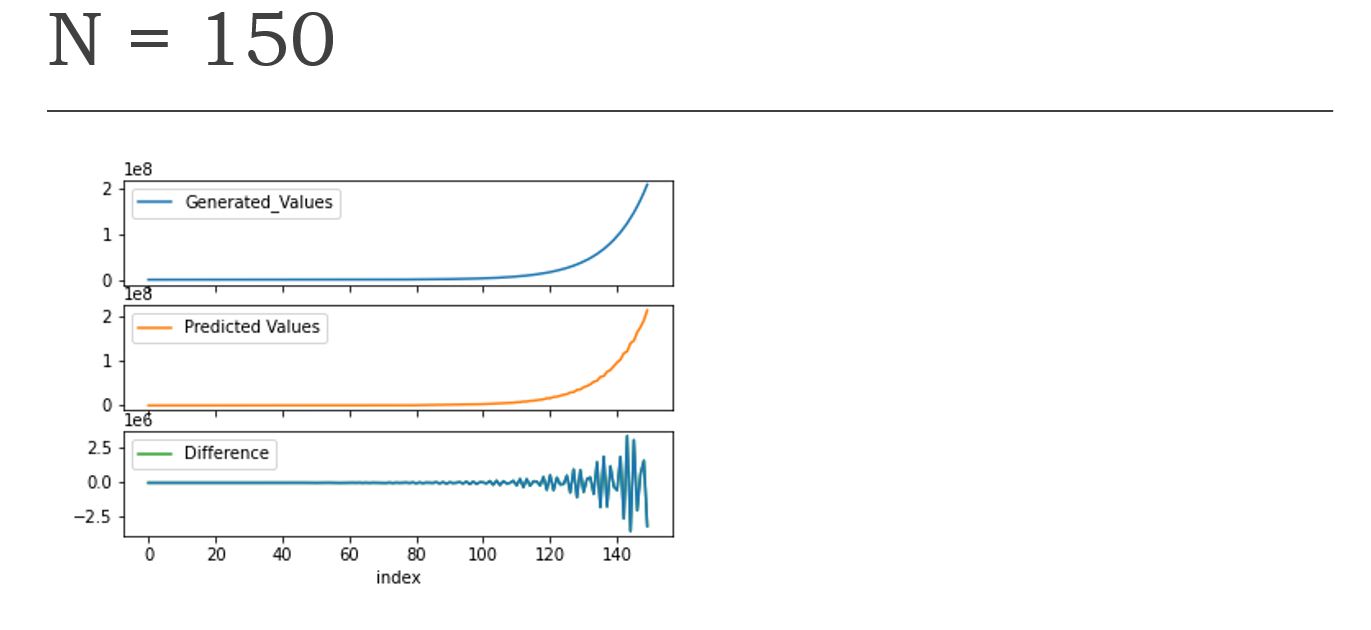 N = 150
1e8
Generated_Values
2
1
0
1e8
Predicted Values
2
1
0
1e6
Difference
2.5
0.0
−2.5
0 20 40 60 80 100 120 140
index